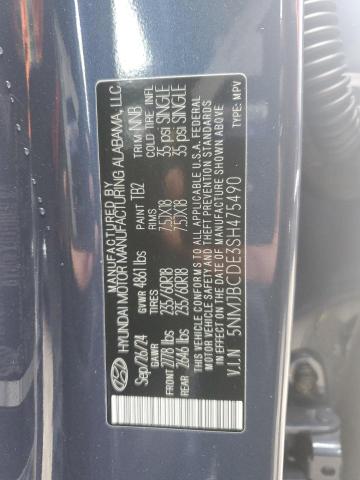 MANUFACTURED BY
HYUNDAI MOTOR MANUFACTURING ALABAMA, LLC
Sep/26/24 GVWR 4861 lbs PAINT TB2 TRIM NNB
GAWR TIRES RIMS COLD TIRE INFL
FRONT 2778 lbs 235/60R18 7.5JX18 35 psi SINGLE
REAR 2646 lbs 235/60R18 7.5JX18 35 psi SINGLE
THIS VEHICLE CONFORMS TO ALL APPLICABLE U.S.A. FEDERAL
MOTOR VEHICLE SAFETY AND THEFT PREVENTION STANDARDS
IN EFFECT ON THE DATE OF MANUFACTURE SHOWN ABOVE.
V.I.N 5NMJBCDE3SH475490 TYPE MPV